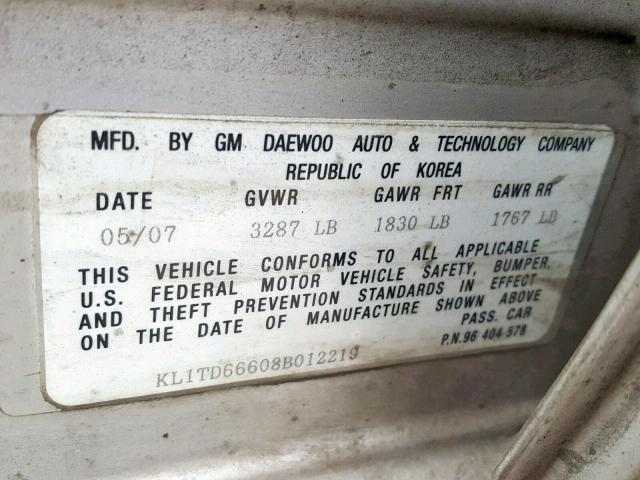 MFD. BY GM DAEWOO AUTO & TECHNOLOGY COMPANY
REPUBLIC OF KOREA
DATE GVWR GAWR FRT GAWR RR
05/07 3287 LB 1830 LB 1767 LB
THIS VEHICLE CONFORMS TO ALL APPLICABLE
U.S. FEDERAL MOTOR VEHICLE SAFETY, BUMPER,
AND THEFT PREVENTION STANDARDS IN EFFECT
ON THE DATE OF MANUFACTURE SHOWN ABOVE
PASS. CAR
P.N.96 404 578
KL1TD66608B012219